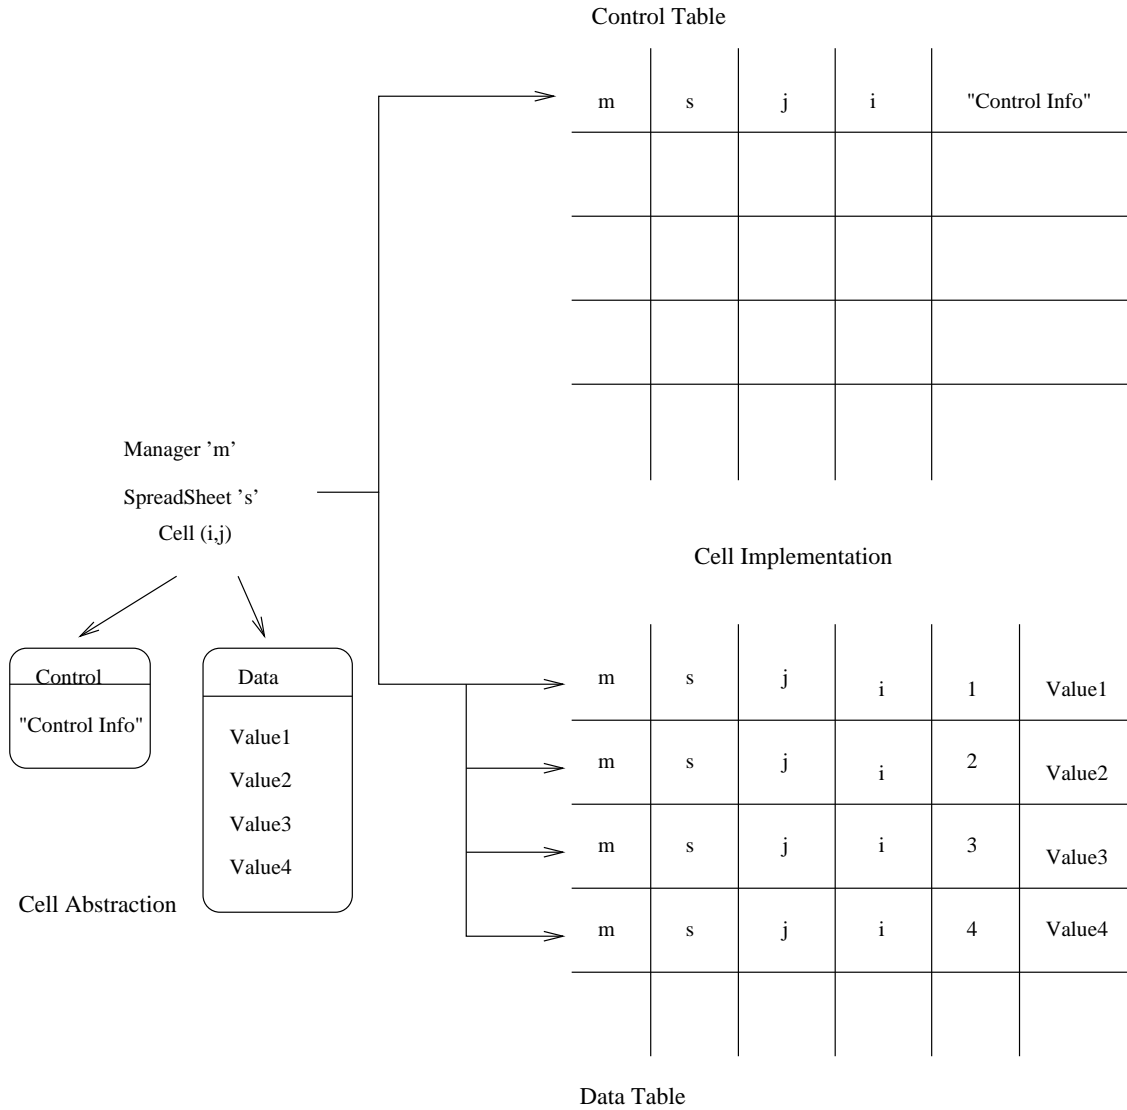 Control Table
m s j i "Control Info"
Manager ’m’
SpreadSheet ’s’
Cell (i,j)
Cell Implementation
Control
"Control Info"
Data
Value1
Value2
Value3
Value4
Cell Abstraction
m s j i 1 Value1
m s j i 2 Value2
m s j i 3 Value3
m s j i 4 Value4
Data Table